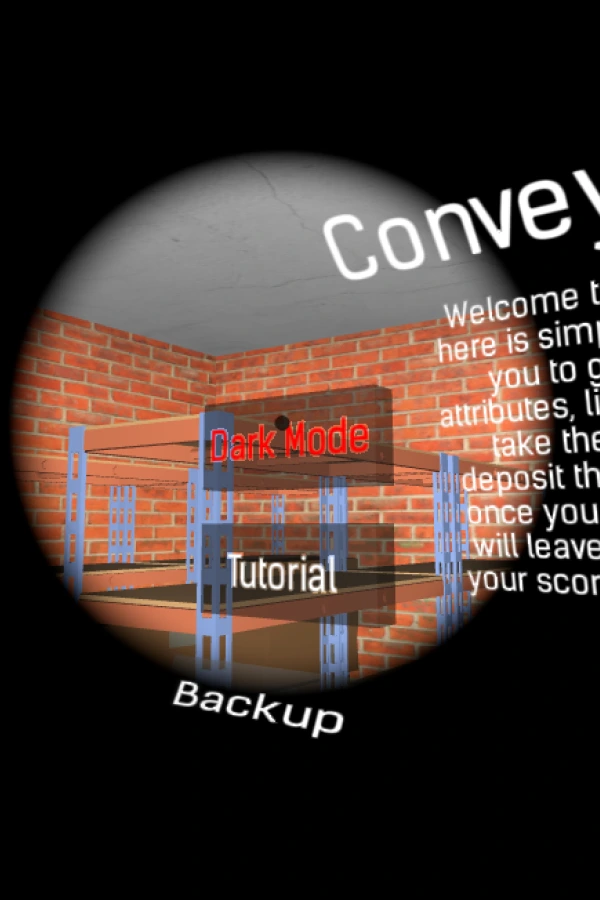 Convey
Welcome t
here is simp
you to g
attributes, li
take the
deposit th
once you
will leave
your scor
Dark Mode
Tutorial
Backup